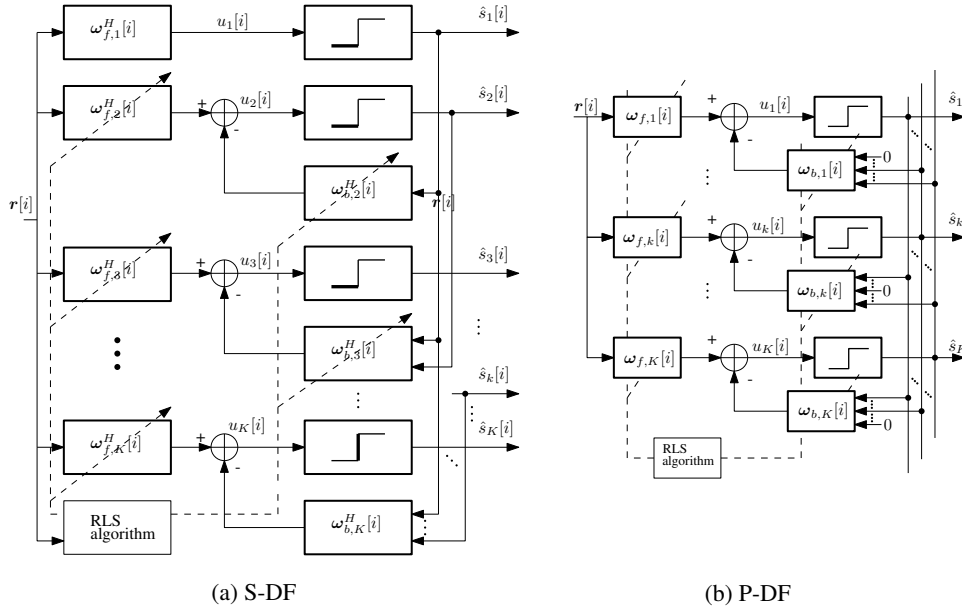 ω^H_{f,1}[i] u_1[i] ŝ_1[i]
ω^H_{f,2}[i] + - u_2[i] ŝ_2[i]
ω^H_{b,2}[i]
r[i] r[i]
ω^H_{f,3}[i] + - u_3[i] ŝ_3[i]
ω^H_{b,3}[i]
ŝ_k[i]
ω^H_{f,K}[i] + - u_K[i] ŝ_K[i]
RLS
algorithm
ω^H_{b,K}[i]
(a) S-DF
r[i] ω_{f,1}[i] + - u_1[i] ŝ_1
ω_{b,1}[i] 0
ω_{f,k}[i] + - u_k[i] ŝ_k
ω_{b,k}[i] 0
ω_{f,K}[i] + - u_K[i] ŝ_K
ω_{b,K}[i] 0
RLS
algorithm
(b) P-DF